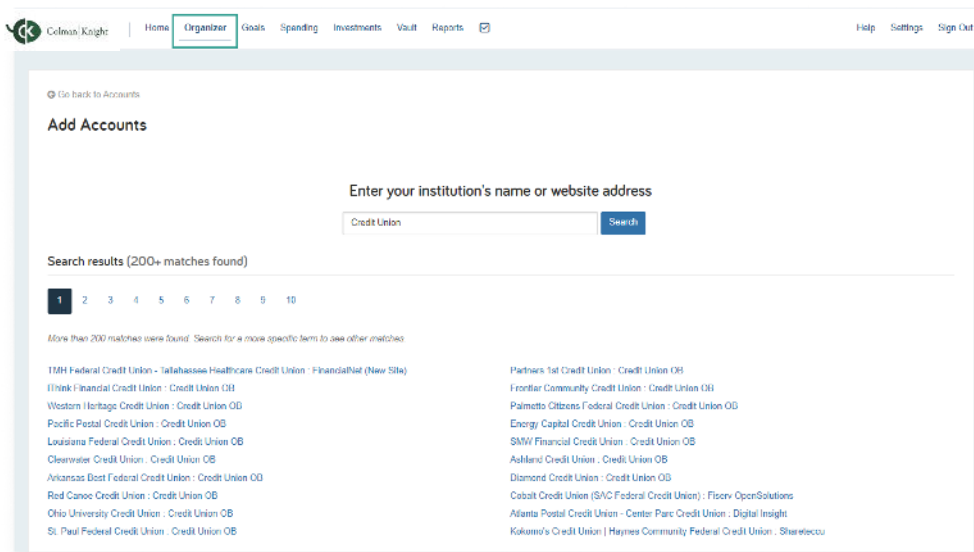 CK Colman Knight Home Organizer Goals Spending Investments Vault Reports Help Settings Sign Out
Go back to Accounts
Add Accounts
Enter your institution's name or website address
Credit Union Search
Search results (200+ matches found)
1 2 3 4 5 6 7 8 9 10
More than 200 matches were found. Search for a more specific term to see other matches
TMH Federal Credit Union - Tallahassee Healthcare Credit Union : FinancialNet (New Site)
iThink Financial Credit Union : Credit Union OB
Western Heritage Credit Union : Credit Union OB
Pacific Postal Credit Union : Credit Union OB
Louisiana Federal Credit Union : Credit Union OB
Clearwater Credit Union : Credit Union OB
Arkansas Best Federal Credit Union : Credit Union OB
Red Canoe Credit Union : Credit Union OB
Ohio University Credit Union : Credit Union OB
St. Paul Federal Credit Union : Credit Union OB
Partners 1st Credit Union : Credit Union OB
Frontier Community Credit Union : Credit Union OB
Palmetto Citizens Federal Credit Union : Credit Union OB
Energy Capital Credit Union : Credit Union OB
SMW Financial Credit Union : Credit Union OB
Ashland Credit Union : Credit Union OB
Diamond Credit Union : Credit Union OB
Cobalt Credit Union (SAC Federal Credit Union) : Fiserv OpenSolutions
Atlanta Postal Credit Union - Center Parc Credit Union : Digital Insight
Kokomo's Credit Union | Haynes Community Federal Credit Union : Shareteccu